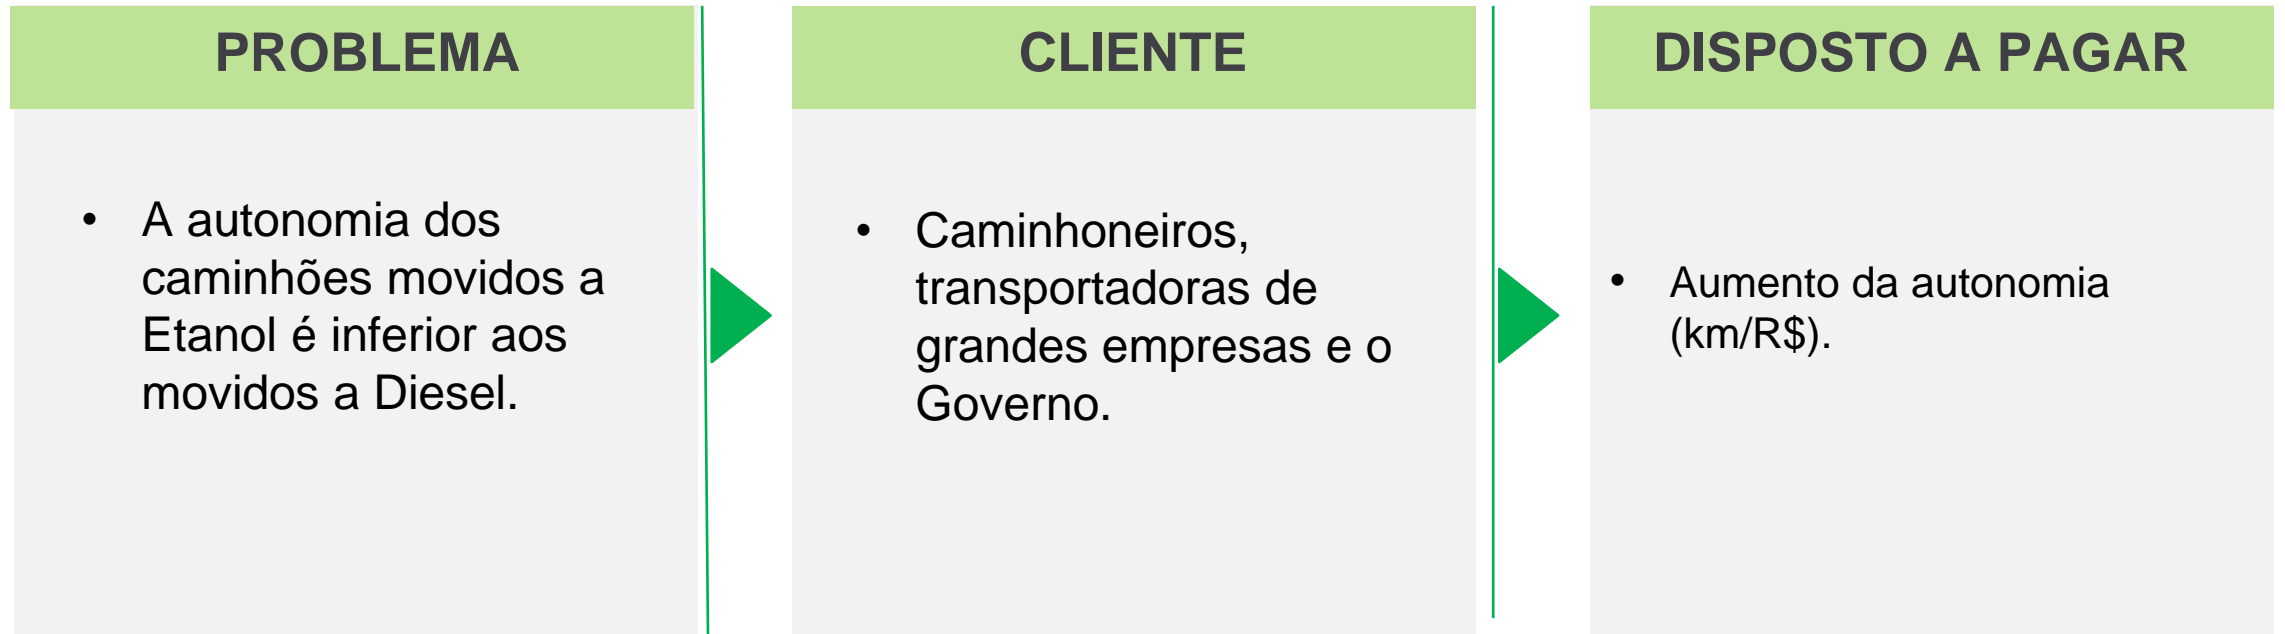 PROBLEMA
• A autonomia dos
caminhões movidos a
Etanol é inferior aos
movidos a Diesel.
CLIENTE
• Caminhoneiros,
transportadoras de
grandes empresas e o
Governo.
DISPOSTO A PAGAR
• Aumento da autonomia
(km/R$).